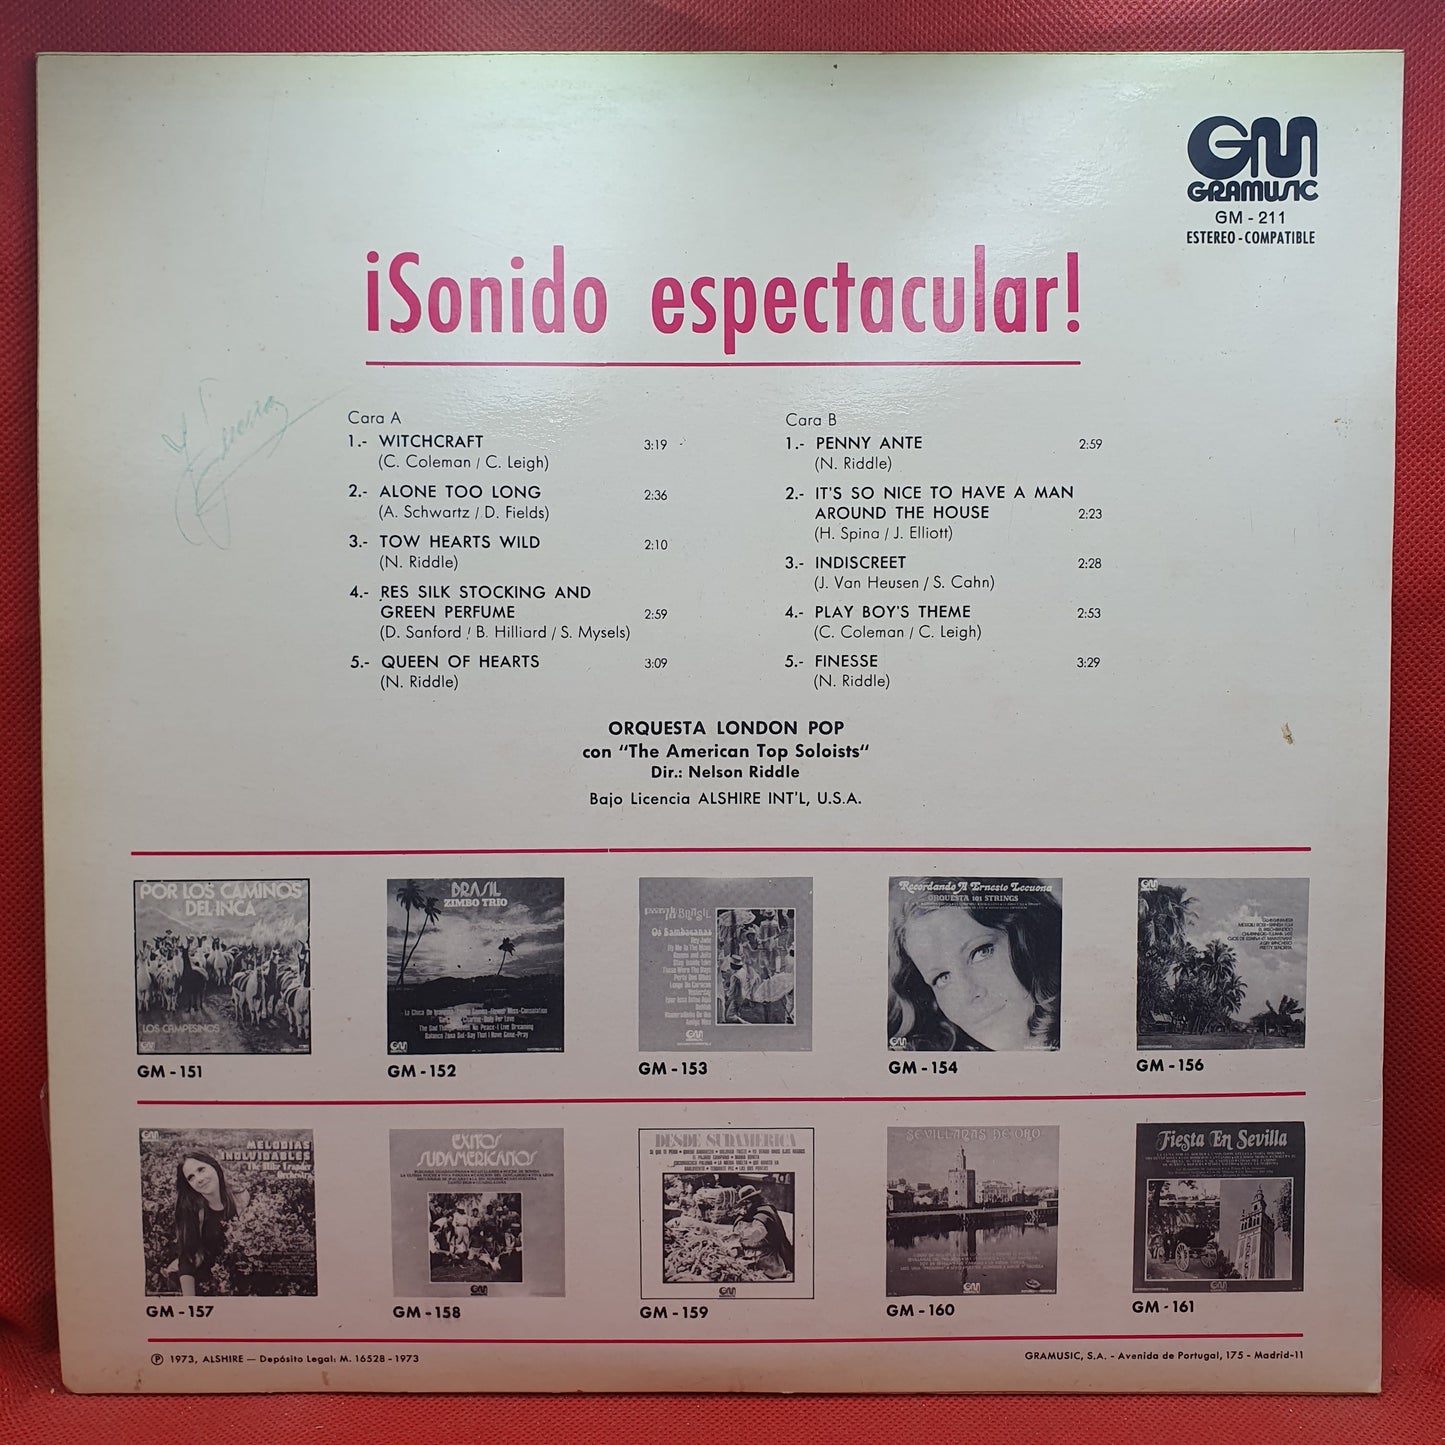 GM
GRAMUSIC
GM - 211
ESTEREO - COMPATIBLE
¡Sonido espectacular!
Cara A
1.- WITCHCRAFT 3:19
(C. Coleman / C. Leigh)
2.- ALONE TOO LONG 2:36
(A. Schwartz / D. Fields)
3.- TOW HEARTS WILD 2:10
(N. Riddle)
4.- RES SILK STOCKING AND
GREEN PERFUME 2:59
(D. Sanford / B. Hilliard / S. Mysels)
5.- QUEEN OF HEARTS 3:09
(N. Riddle)
Cara B
1.- PENNY ANTE 2:59
(N. Riddle)
2.- IT'S SO NICE TO HAVE A MAN
AROUND THE HOUSE 2:23
(H. Spina / J. Elliott)
3.- INDISCREET 2:28
(J. Van Heusen / S. Cahn)
4.- PLAY BOY'S THEME 2:53
(C. Coleman / C. Leigh)
5.- FINESSE 3:29
(N. Riddle)
ORQUESTA LONDON POP
con "The American Top Soloists"
Dir.: Nelson Riddle
Bajo Licencia ALSHIRE INT'L, U.S.A.
POR LOS CAMINOS
DEL INCA
LOS CAMPESINOS
BRASIL
ZIMBO TRIO
Os Sambacanas
Hey Jude
Yesterday
Recordando A Ernesto Lecuona
ORQUESTA 101 STRINGS
GM - 151
GM - 152
GM - 153
GM - 154
GM - 156
MELODIAS
INOLVIDABLES
EXITOS
SUDAMERICANOS
DESDE SUDAMERICA
SEVILLANAS DE ORO
Fiesta En Sevilla
GM - 157
GM - 158
GM - 159
GM - 160
GM - 161
Ⓟ 1973, ALSHIRE — Depósito Legal: M. 16528 - 1973
GRAMUSIC, S.A. - Avenida de Portugal, 175 - Madrid-11